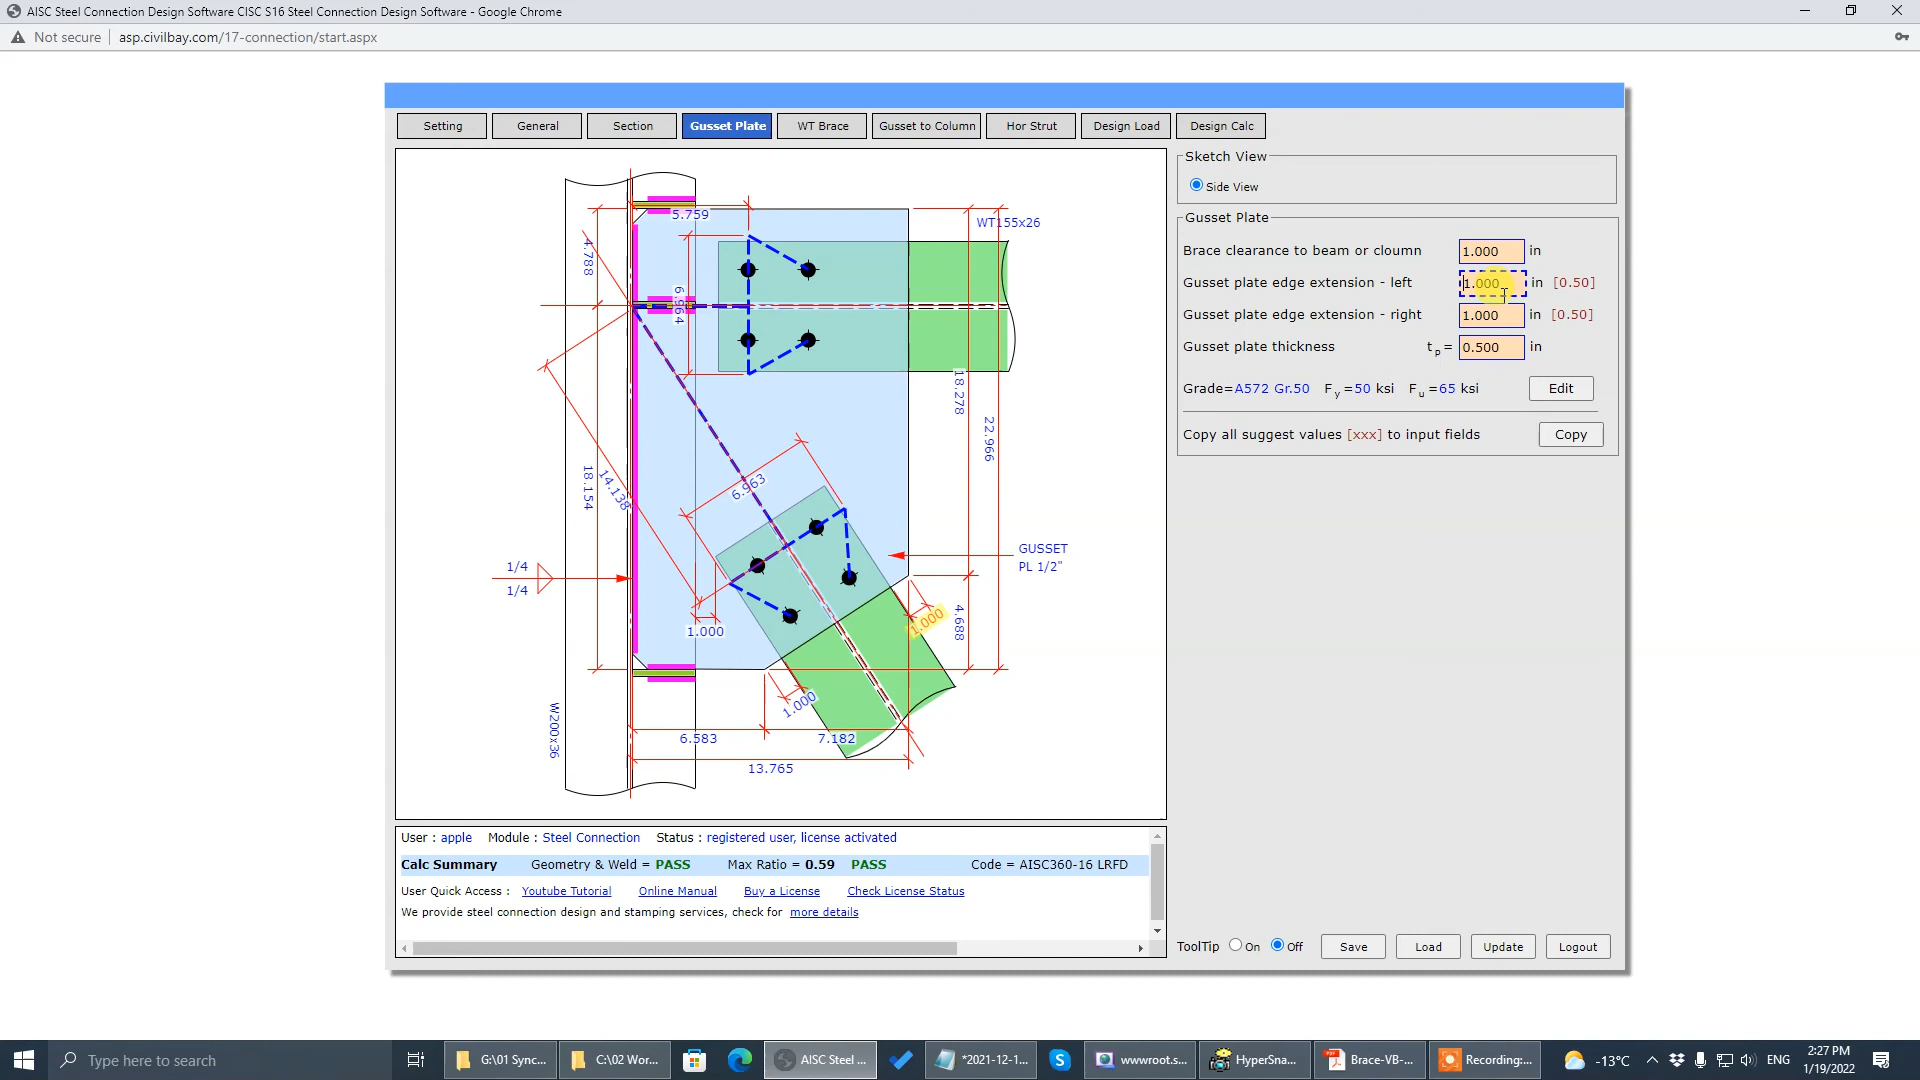 AISC Steel Connection Design Software CISC S16 Steel Connection Design Software - Google Chrome
Not secure | asp.civilbay.com/17-connection/start.aspx
Setting General Section Gusset Plate WT Brace Gusset to Column Hor Strut Design Load Design Calc
Sketch View
Side View
Gusset Plate
Brace clearance to beam or cloumn 1.000 in
Gusset plate edge extension - left 1.000 in [0.50]
Gusset plate edge extension - right 1.000 in [0.50]
Gusset plate thickness tp= 0.500 in
Grade=A572 Gr.50 Fy=50 ksi Fu=65 ksi Edit
Copy all suggest values [xxx] to input fields Copy
5.759
WT155x26
4.788
6.964
18.278
22.966
6.963
14.138
18.154
GUSSET
PL 1/2"
1/4
1/4
1.000
1.000
4.688
1.000
W200x36
6.583
7.182
13.765
User : apple Module : Steel Connection Status : registered user, license activated
Calc Summary Geometry & Weld = PASS Max Ratio = 0.59 PASS Code = AISC360-16 LRFD
User Quick Access : Youtube Tutorial Online Manual Buy a License Check License Status
We provide steel connection design and stamping services, check for more details
ToolTip On Off Save Load Update Logout
Type here to search
G:\01 Sync...
C:\02 Wor...
AISC Steel ...
*2021-12-1...
wwwroot.s...
HyperSna...
Brace-VB-...
Recording:...
-13°C
ENG
2:27 PM
1/19/2022